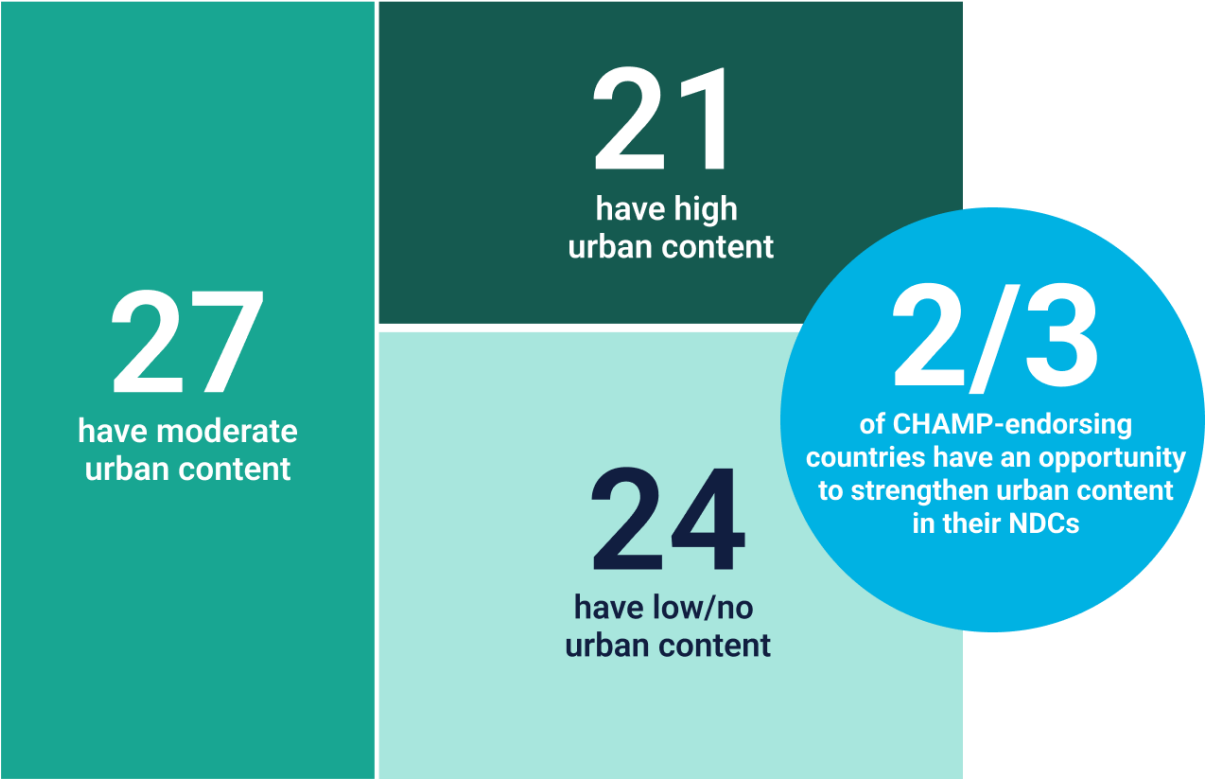 27
have moderate
urban content
21
have high
urban content
24
have low/no
urban content
2/3
of CHAMP-endorsing
countries have an opportunity
to strengthen urban content
in their NDCs